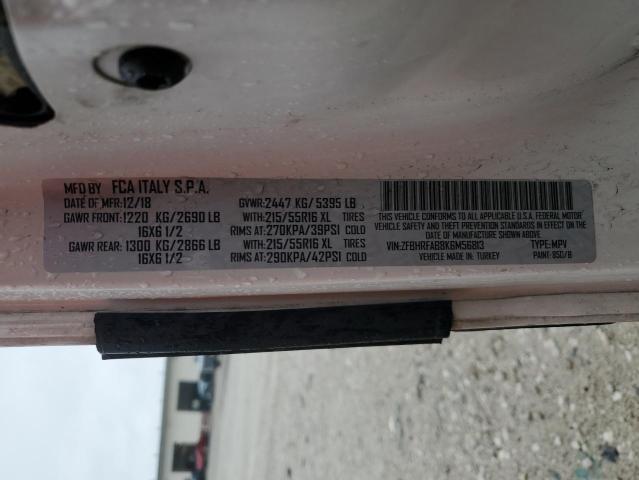 MFD BY FCA ITALY S.P.A.
DATE OF MFR: 12/18 GVWR: 2447 KG/ 5395 LB
GAWR FRONT: 1220 KG/2690 LB WITH 215/55R16 XL TIRES
16X6 1/2 RIMS AT: 270KPA/39PSI COLD
GAWR REAR: 1300 KG/2866 LB WITH 215/55R16 XL TIRES
16X6 1/2 RIMS AT: 290KPA/42PSI COLD
THIS VEHICLE CONFORMS TO ALL APPLICABLE U.S.A. FEDERAL MOTOR
VEHICLE SAFETY, AND THEFT PREVENTION STANDARDS IN EFFECT ON THE
DATE OF MANUFACTURE SHOWN ABOVE.
VIN: ZFBHRFAB8KGM56813 TYPE: MPV
VEHICLE MADE IN: TURKEY PAINT: 950/B